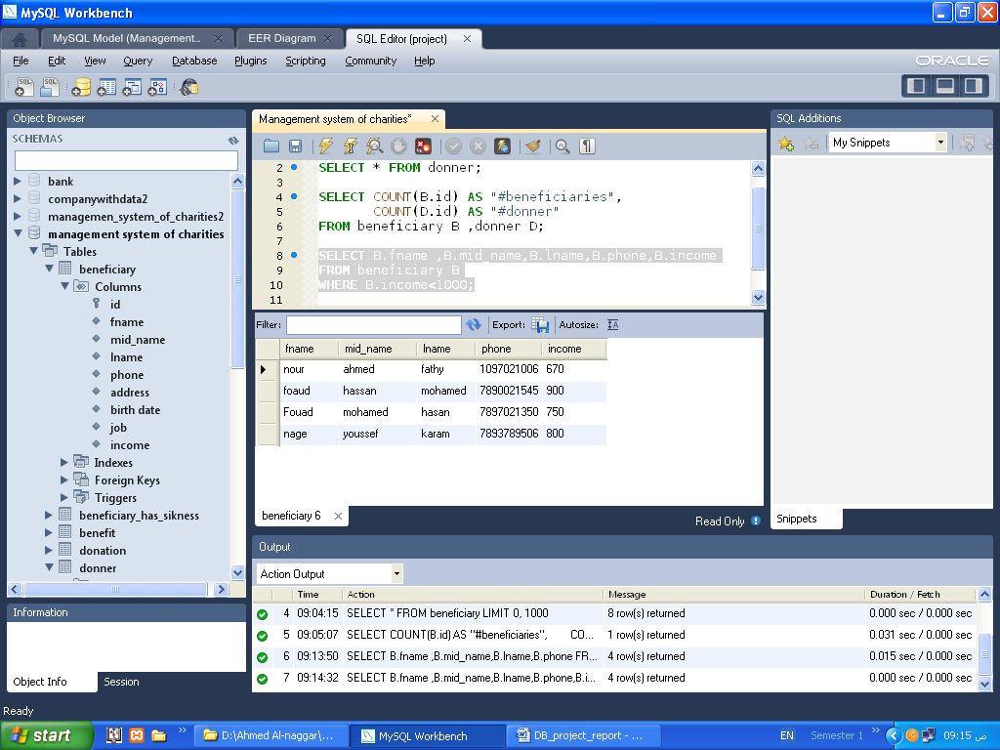 MySQL Workbench
MySQL Model (Management... EER Diagram SQL Editor (project)
File Edit View Query Database Plugins Scripting Community Help
ORACLE
Object Browser
SCHEMAS
bank
companywithdata2
managemen_system_of_charities2
management system of charities
Tables
beneficiary
Columns
id
fname
mid_name
lname
phone
address
birth date
job
income
Indexes
Foreign Keys
Triggers
beneficiary_has_sikness
benefit
donation
donner
Information
Object Info Session
Management system of charities*
2 SELECT * FROM donner;
3
4 SELECT COUNT(B.id) AS "#beneficiaries",
5 COUNT(D.id) AS "#donner"
6 FROM beneficiary B ,donner D;
7
8 SELECT B.fname ,B.mid_name,B.lname,B.phone,B.income
9 FROM beneficiary B
10 WHERE B.income<1000;
11
Filter: Export: Autosize:
fname mid_name lname phone income
nour ahmed fathy 1097021006 670
foaud hassan mohamed 7890021545 900
Fouad mohamed hasan 7897021350 750
nage youssef karam 7893789506 800
beneficiary 6
Read Only
SQL Additions
My Snippets
Snippets
Output
Action Output
Time Action Message Duration / Fetch
4 09:04:15 SELECT * FROM beneficiary LIMIT 0, 1000 8 row(s) returned 0.000 sec / 0.000 sec
5 09:05:07 SELECT COUNT(B.id) AS "#beneficiaries", CO... 1 row(s) returned 0.031 sec / 0.000 sec
6 09:13:50 SELECT B.fname ,B.mid_name,B.lname,B.phone FR... 4 row(s) returned 0.015 sec / 0.000 sec
7 09:14:32 SELECT B.fname ,B.mid_name,B.lname,B.phone,B.i... 4 row(s) returned 0.000 sec / 0.000 sec
Ready
start D:\Ahmed Al-naggar\... MySQL Workbench DB_project_report - ... EN Semester 1 09:15 ص